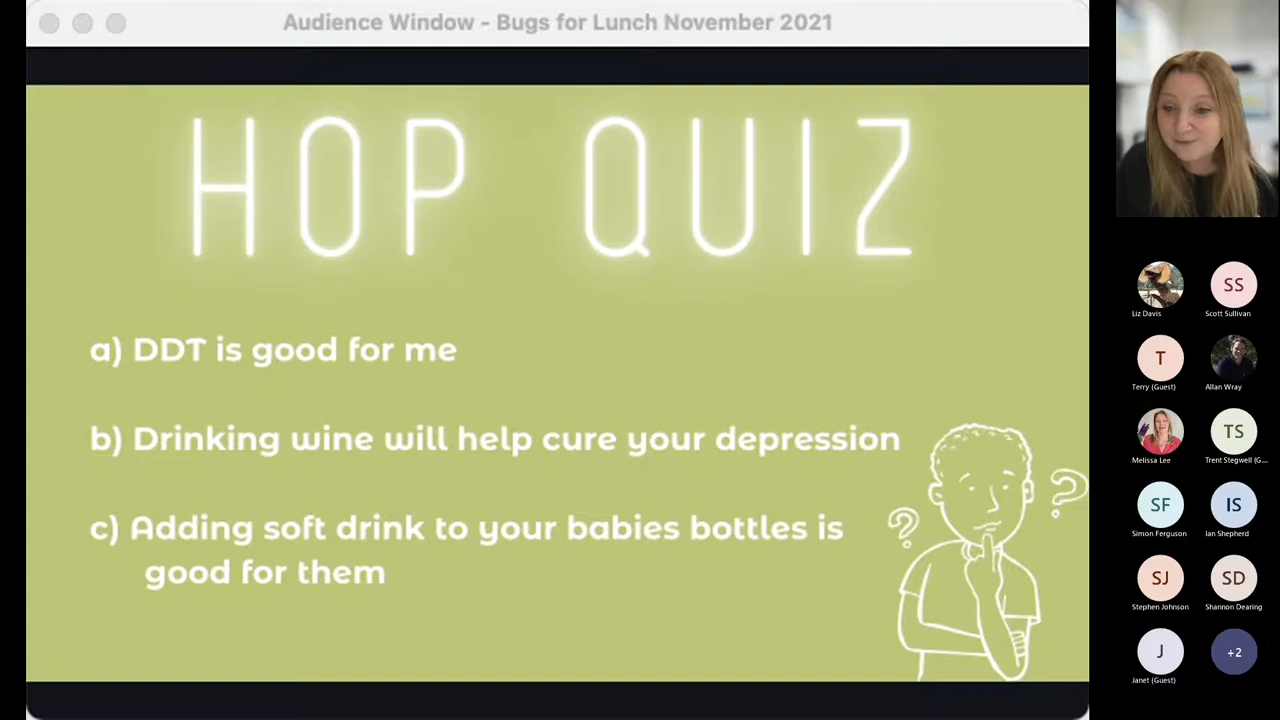 Audience Window - Bugs for Lunch November 2021
HOP QUIZ
a) DDT is good for me
b) Drinking wine will help cure your depression
c) Adding soft drink to your babies bottles is
good for them
?
?
Liz Davis
SS
Scott Sullivan
T
Terry (Guest)
Allan Wray
Melissa Lee
TS
Trent Stegwell (G...
SF
Simon Ferguson
IS
Ian Shepherd
SJ
Stephen Johnson
SD
Shannon Dearing
J
Janet (Guest)
+2